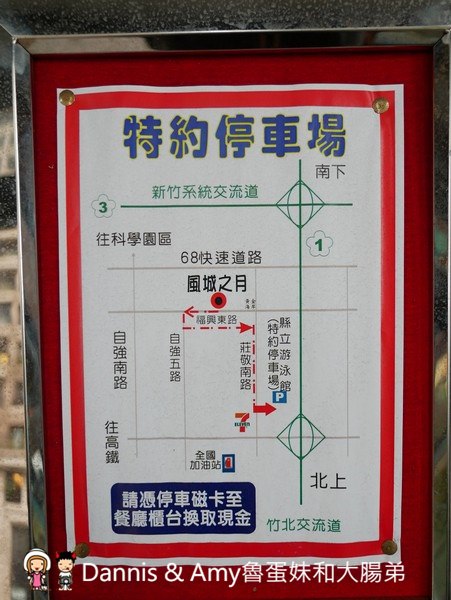 特約停車場
南下
新竹系統交流道
3
1
往科學園區
68快速道路
風城之月
福興東路
自強南路
自強五路
莊敬南路
縣立游泳館
(特約停車場)
P
往高鐵
7
ELEVEN
全國
加油站
北上
請憑停車磁卡至
餐廳櫃台換取現金
竹北交流道
Dannis & Amy魯蛋妹和大腸弟